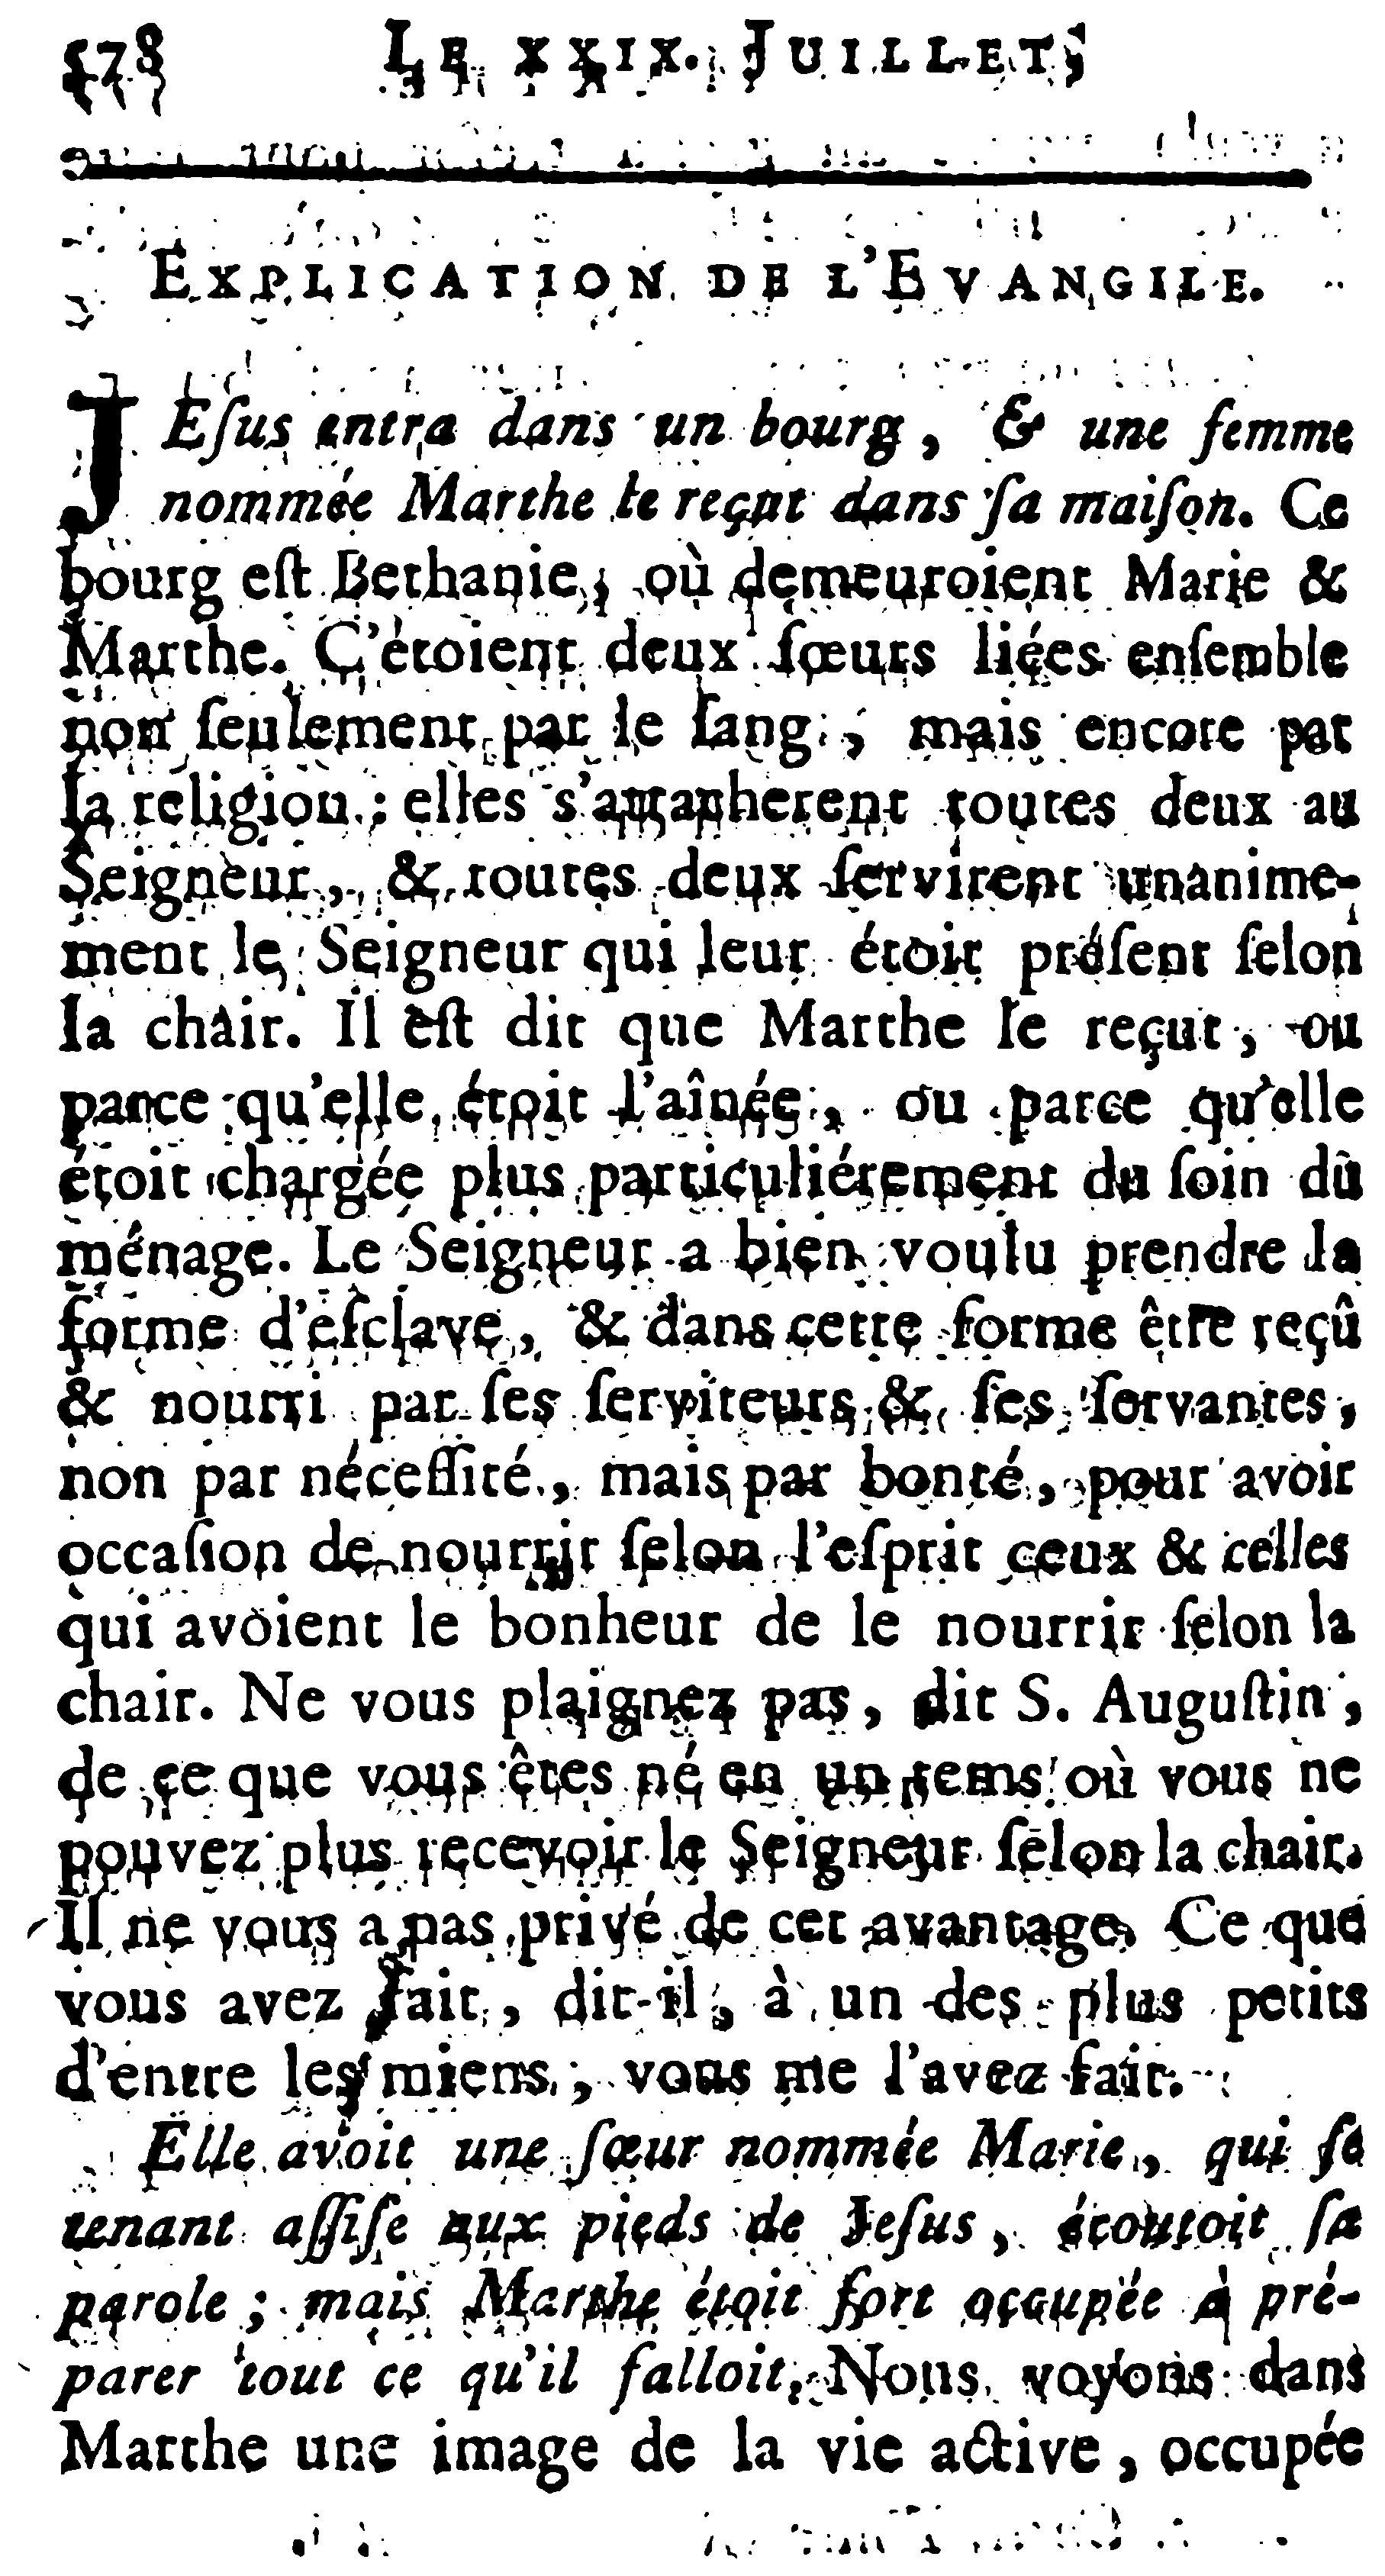 578 LE XXIX. JUILLET,
EXPLICATION DE L'EVANGILE.
JEſus entra dans un bourg, & une femme
nommée Marthe le reçut dans ſa maiſon. Ce
bourg eſt Bethanie, où demeuroient Marie &
Marthe. C'étoient deux ſœurs liées enſemble
non ſeulement par le ſang, mais encore par
la religion; elles s'attacherent toutes deux au
Seigneur, & toutes deux ſervirent unanime-
ment le Seigneur qui leur étoit préſent ſelon
la chair. Il eſt dit que Marthe le reçut, ou
parce qu'elle étoit l'aînée, ou parce qu'elle
étoit chargée plus particuliérement du ſoin du
ménage. Le Seigneur a bien voulu prendre la
forme d'eſclave, & dans cette forme être reçû
& nourri par ſes ſerviteurs & ſes ſervantes,
non par néceſſité, mais par bonté, pour avoir
occaſion de nourrir ſelon l'eſprit ceux & celles
qui avoient le bonheur de le nourrir ſelon la
chair. Ne vous plaignez pas, dit S. Auguſtin,
de ce que vous êtes né en un tems où vous ne
pouvez plus recevoir le Seigneur ſelon la chair.
Il ne vous a pas privé de cet avantage. Ce que
vous avez fait, dit-il, à un des plus petits
d'entre les miens, vous me l'avez fait.
Elle avoit une ſœur nommée Marie, qui ſe
tenant aſſiſe aux pieds de Jeſus, écoutoit ſa
parole; mais Marthe étoit fort occupée à pré-
parer tout ce qu'il falloit. Nous voyons dans
Marthe une image de la vie active, occupée